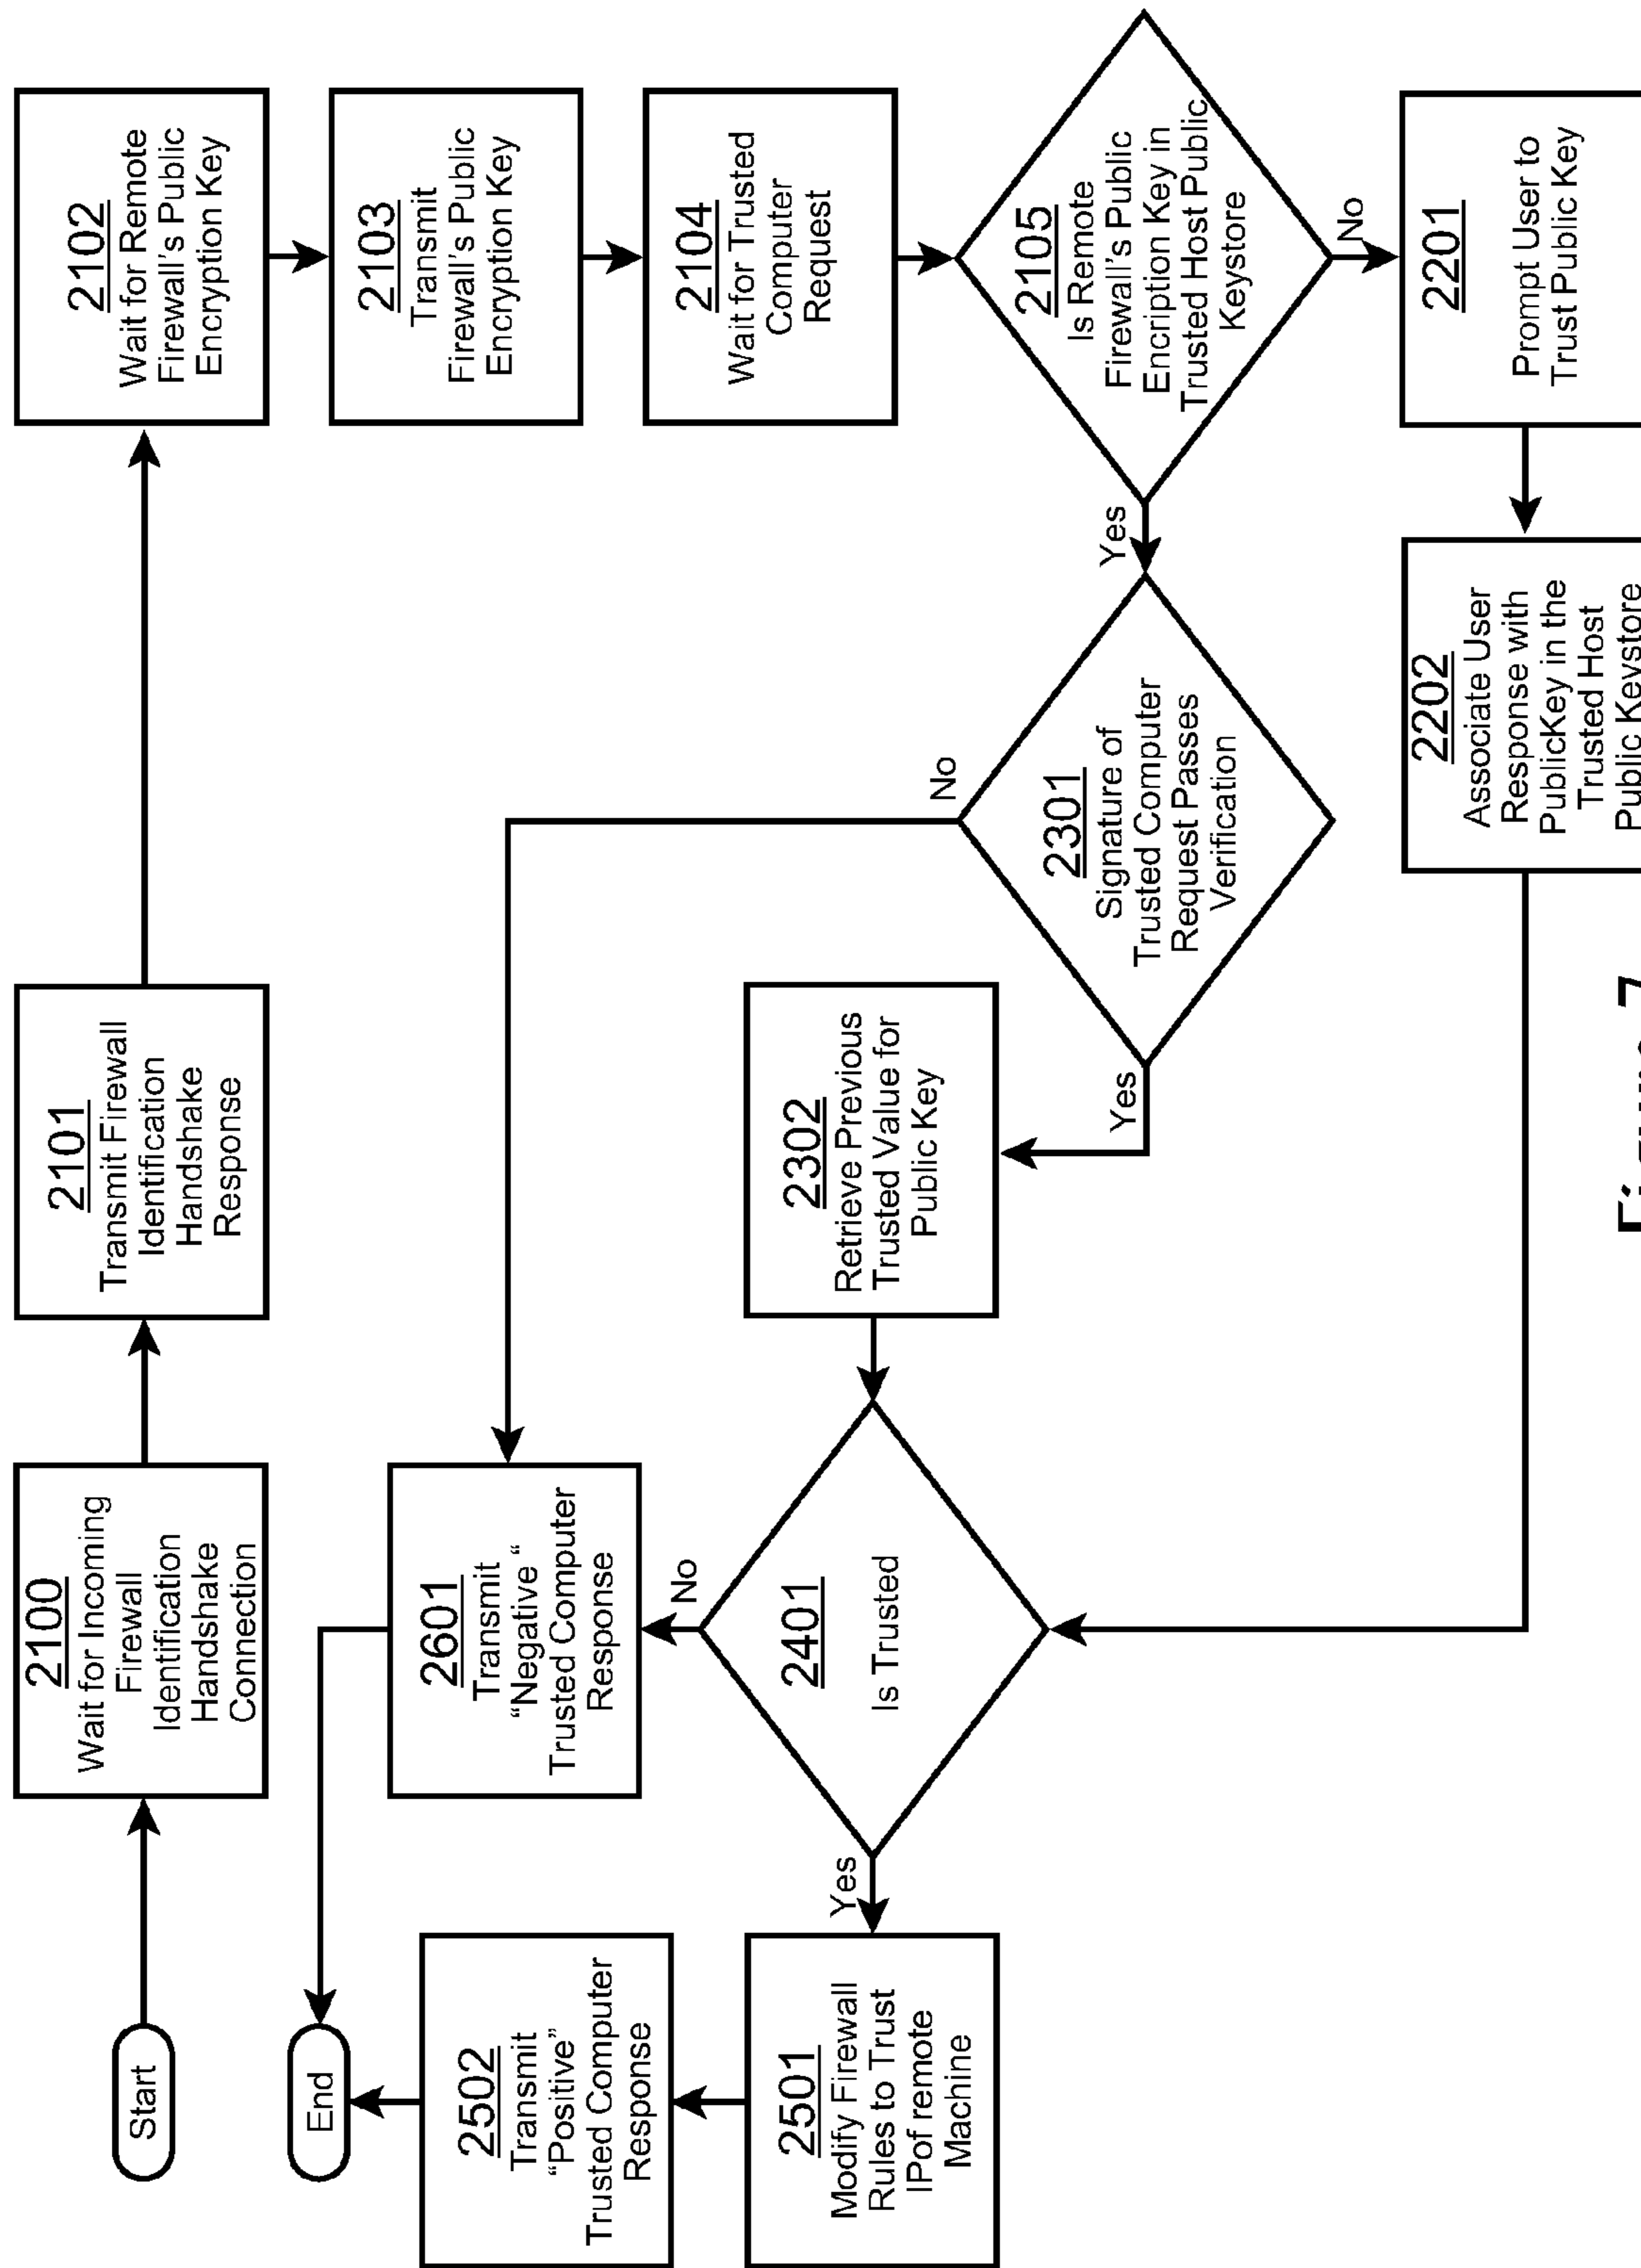 Start
2100
Wait for Incoming
Firewall
Identification
Handshake
Connection
2101
Transmit Firewall
Identification
Handshake
Response
2102
Wait for Remote
Firewall's Public
Encryption Key
2103
Transmit
Firewall's Public
Encryption Key
2104
Wait for Trusted
Computer
Request
2105
Is Remote
Firewall's Public
Encription Key in
Trusted Host Public
Keystore
Yes
No
2201
Prompt User to
Trust Public Key
2202
Associate User
Response with
PublicKey in the
Trusted Host
Public Keystore
2301
Signature of
Trusted Computer
Request Passes
Verification
No
Yes
2302
Retrieve Previous
Trusted Value for
Public Key
2401
Is Trusted
No
Yes
2601
Transmit
“Negative “
Trusted Computer
Response
2501
Modify Firewall
Rules to Trust
IPof remote
Machine
2502
Transmit
“Positive”
Trusted Computer
Response
End
Figure 7